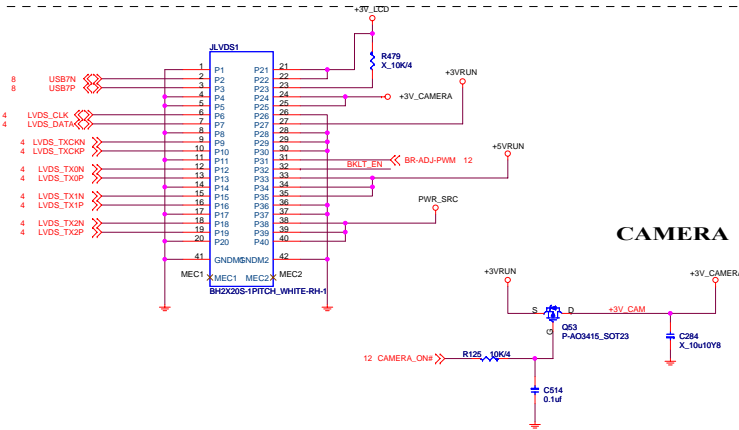 +3V_LCD
JLVDS1
R479
X_10K/4
+3VRUN
+3V_CAMERA
8 USB7N
8 USB7P
4 LVDS_CLK
4 LVDS_DATA
4 LVDS_TXCKN
4 LVDS_TXCKP
4 LVDS_TX0N
4 LVDS_TX0P
4 LVDS_TX1N
4 LVDS_TX1P
4 LVDS_TX2N
4 LVDS_TX2P
1 P1 P21 21
2 P2 P22 22
3 P3 P23 23
4 P4 P24 24
5 P5 P25 25
6 P6 P26 26
7 P7 P27 27
8 P8 P28 28
9 P9 P29 29
10 P10 P30 30
11 P11 P31 31
12 P12 P32 32
13 P13 P33 33
14 P14 P34 34
15 P15 P35 35
16 P16 P36 36
17 P17 P37 37
18 P18 P38 38
19 P19 P39 39
20 P20 P40 40
41 GNDM1 GNDM2 42
MEC1 MEC1 MEC2 MEC2
BH2X20S-1PITCH_WHITE-RH-1
BR-ADJ-PWM 12
BKLT_EN
+5VRUN
PWR_SRC
CAMERA
+3VRUN
+3V_CAMERA
S D
G
+3V_CAM
Q53
P-AO3415_SOT23
C284
X_10u10Y8
12 CAMERA_ON#
R125 10K/4
C514
0.1uf